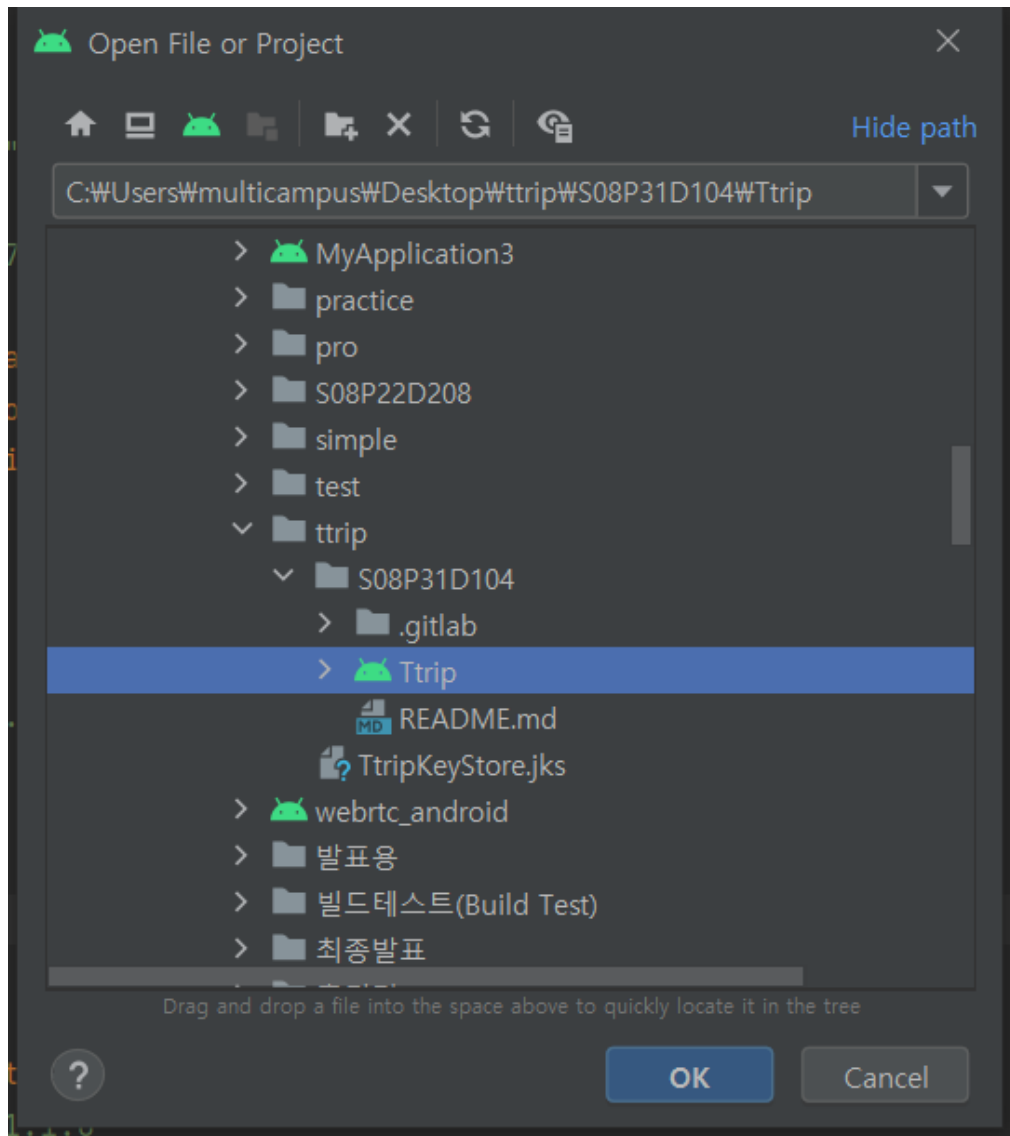 Open File or Project
Hide path
C:₩Users₩multicampus₩Desktop₩ttrip₩S08P31D104₩Ttrip
MyApplication3
practice
pro
S08P22D208
simple
test
ttrip
S08P31D104
.gitlab
Ttrip
MD README.md
TtripKeyStore.jks
webrtc_android
발표용
빌드테스트(Build Test)
최종발표
Drag and drop a file into the space above to quickly locate it in the tree
? OK Cancel